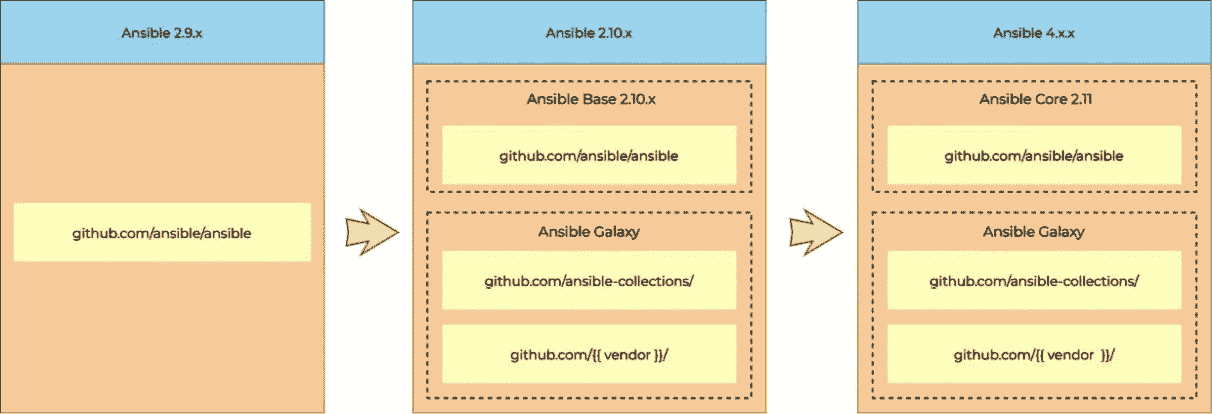 Ansible 2.9.x
github.com/ansible/ansible
Ansible 2.10.x
Ansible Base 2.10.x
github.com/ansible/ansible
Ansible Galaxy
github.com/ansible-collections/
github.com/{{ vendor }}/
Ansible 4.x.x
Ansible Core 2.11
github.com/ansible/ansible
Ansible Galaxy
github.com/ansible-collections/
github.com/{{ vendor }}/